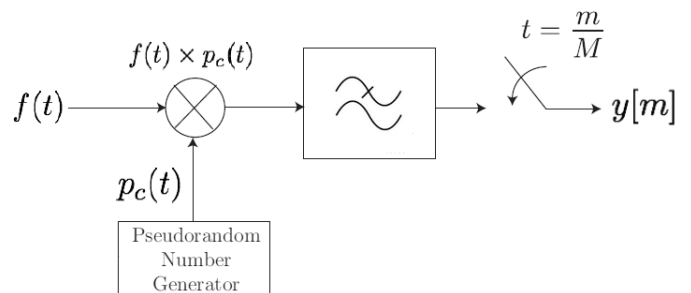 f(t) × p_c(t)
t = m/M
f(t)
y[m]
p_c(t)
Pseudorandom
Number
Generator